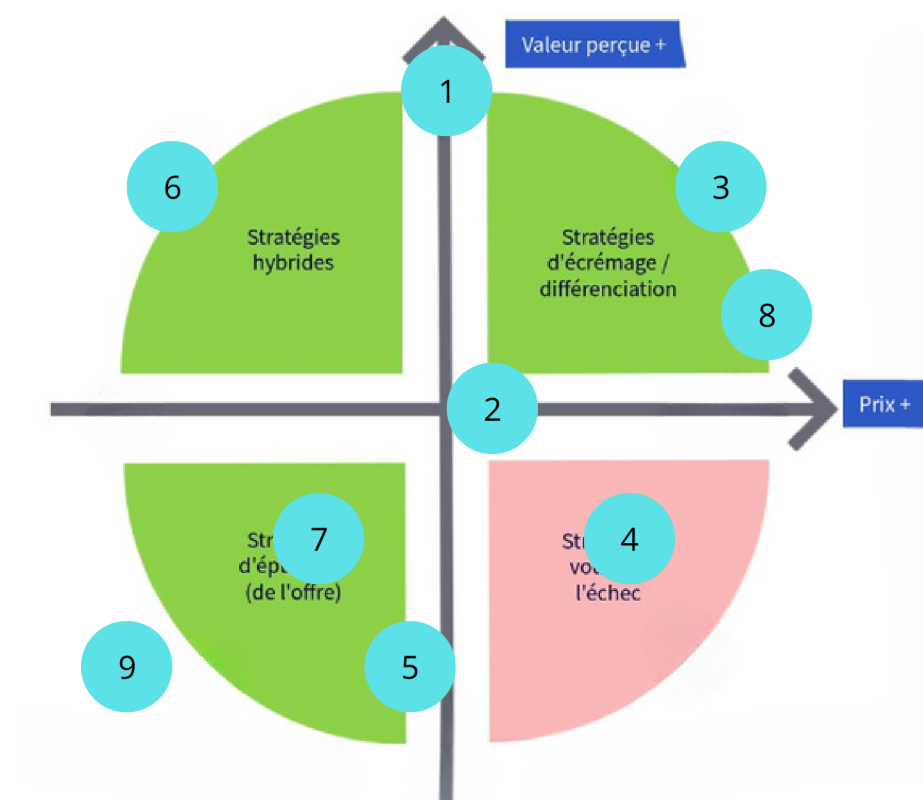 Valeur perçue +
1
6
3
Stratégies
hybrides
Stratégies
d'écrémage /
différenciation
8
2
Prix +
7
4
(de l'offre)
l'échec
9
5